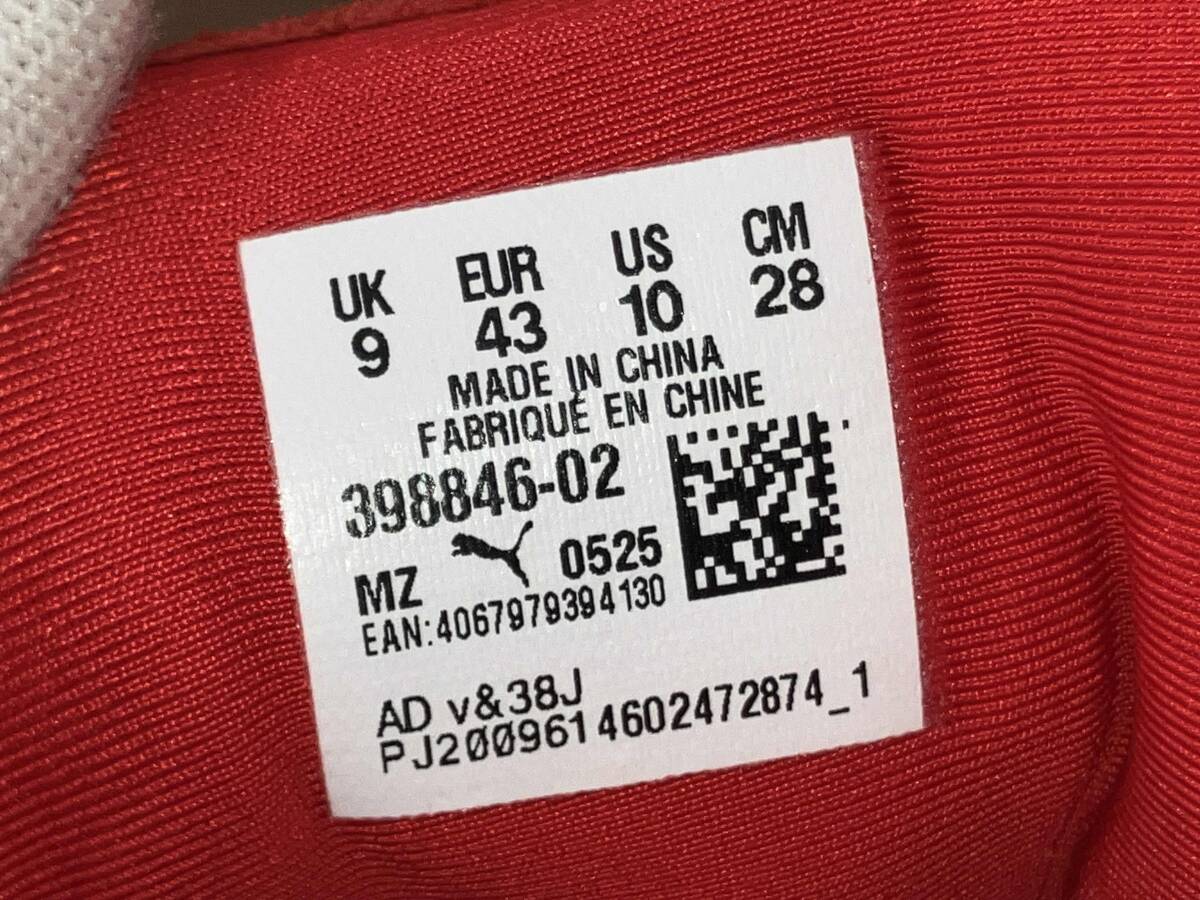 UK EUR US CM
9 43 10 28
MADE IN CHINA
FABRIQUÉ EN CHINE
398846-02
MZ 0525
EAN:4067979394130
AD v&38J
PJ2009614602472874_1